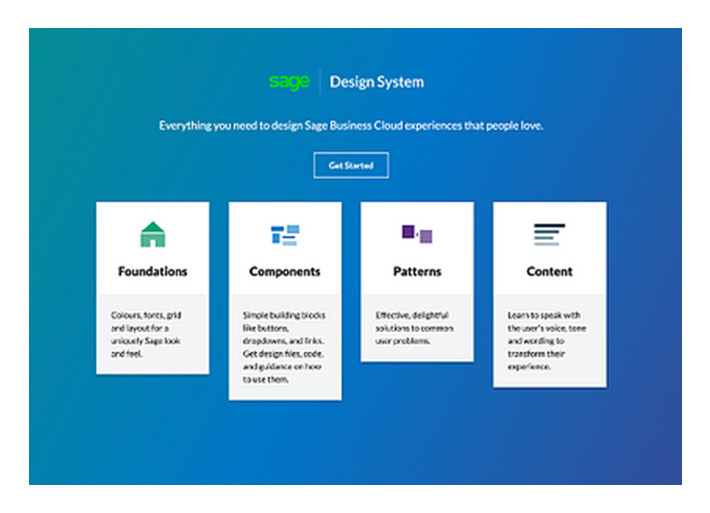 sage Design System
Everything you need to design Sage Business Cloud experiences that people love.
Get Started
Foundations
Colours, fonts, grid
and layout for a
uniquely Sage look
and feel.
Components
Simple building blocks
like buttons,
dropdowns, and links.
Get design files, code,
and guidance on how
to use them.
Patterns
Effective, delightful
solutions to common
user problems.
Content
Learn to speak with
the user's voice, tone
and wording to
transform their
experience.